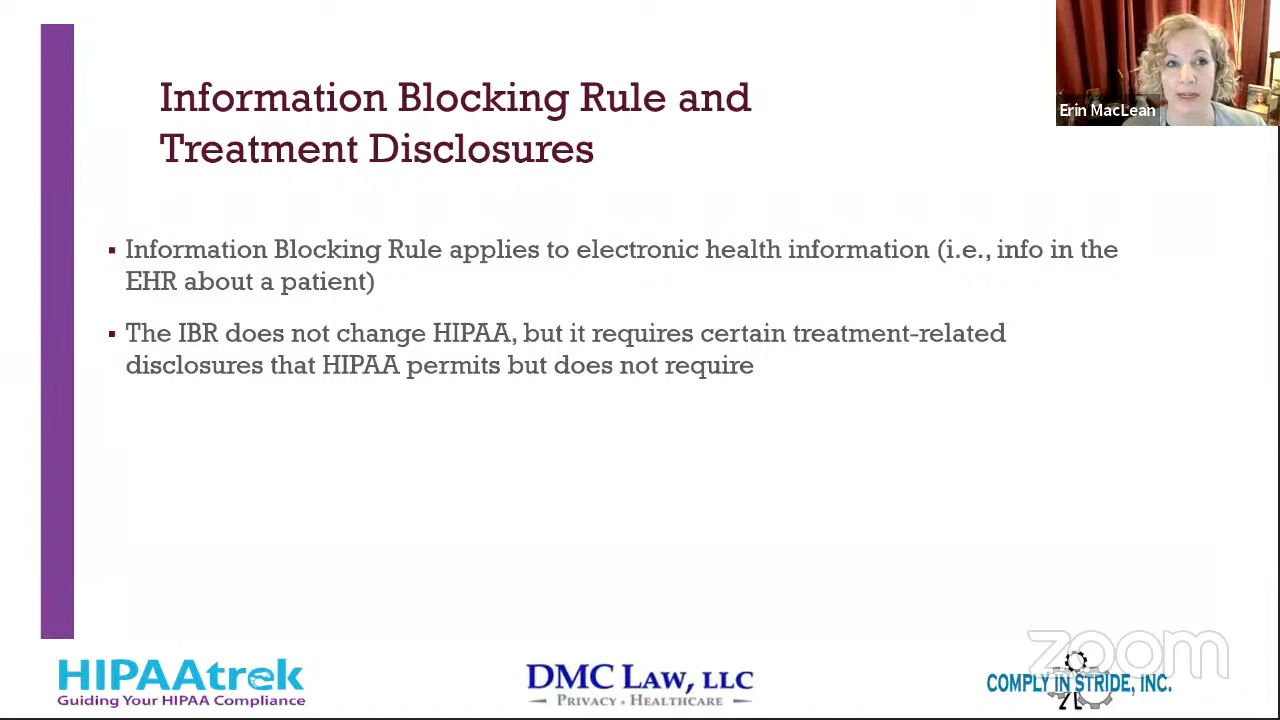 Information Blocking Rule and
Treatment Disclosures
Erin MacLean
▪ Information Blocking Rule applies to electronic health information (i.e., info in the
EHR about a patient)
▪ The IBR does not change HIPAA, but it requires certain treatment-related
disclosures that HIPAA permits but does not require
zoom
HIPAAtrek
Guiding Your HIPAA Compliance
DMC LAW, LLC
PRIVACY • HEALTHCARE
COMPLY IN STRIDE, INC.